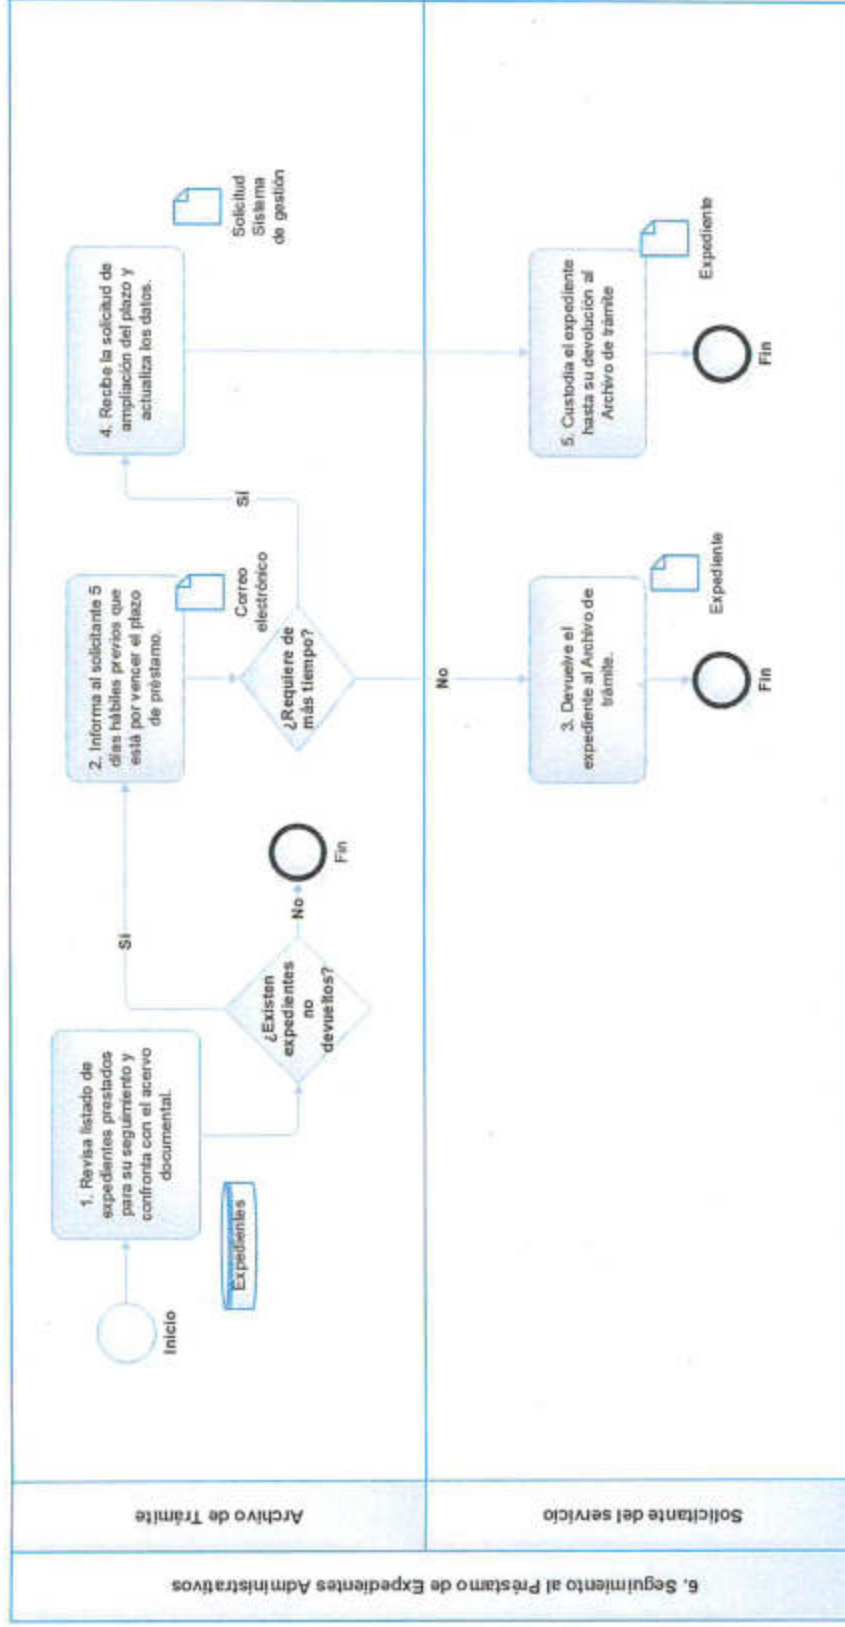 6. Seguimiento al Préstamo de Expedientes Administrativos
Archivo de Trámite
Solicitante del servicio
Inicio
1. Revisa listado de
expedientes prestados
para su seguimiento y
confronta con el acervo
documental.
Expedientes
¿Existen
expedientes
no
devueltos?
No
Fin
Sí
2. Informa al solicitante 5
días hábiles previos que
está por vencer el plazo
de préstamo.
Correo
electrónico
¿Requiere de
más tiempo?
Sí
No
4. Recibe la solicitud de
ampliación del plazo y
actualiza los datos.
Solicitud
Sistema
de gestión
3. Devuelve el
expediente al Archivo de
trámite.
Expediente
Fin
5. Custodia el expediente
hasta su devolución al
Archivo de trámite
Expediente
Fin